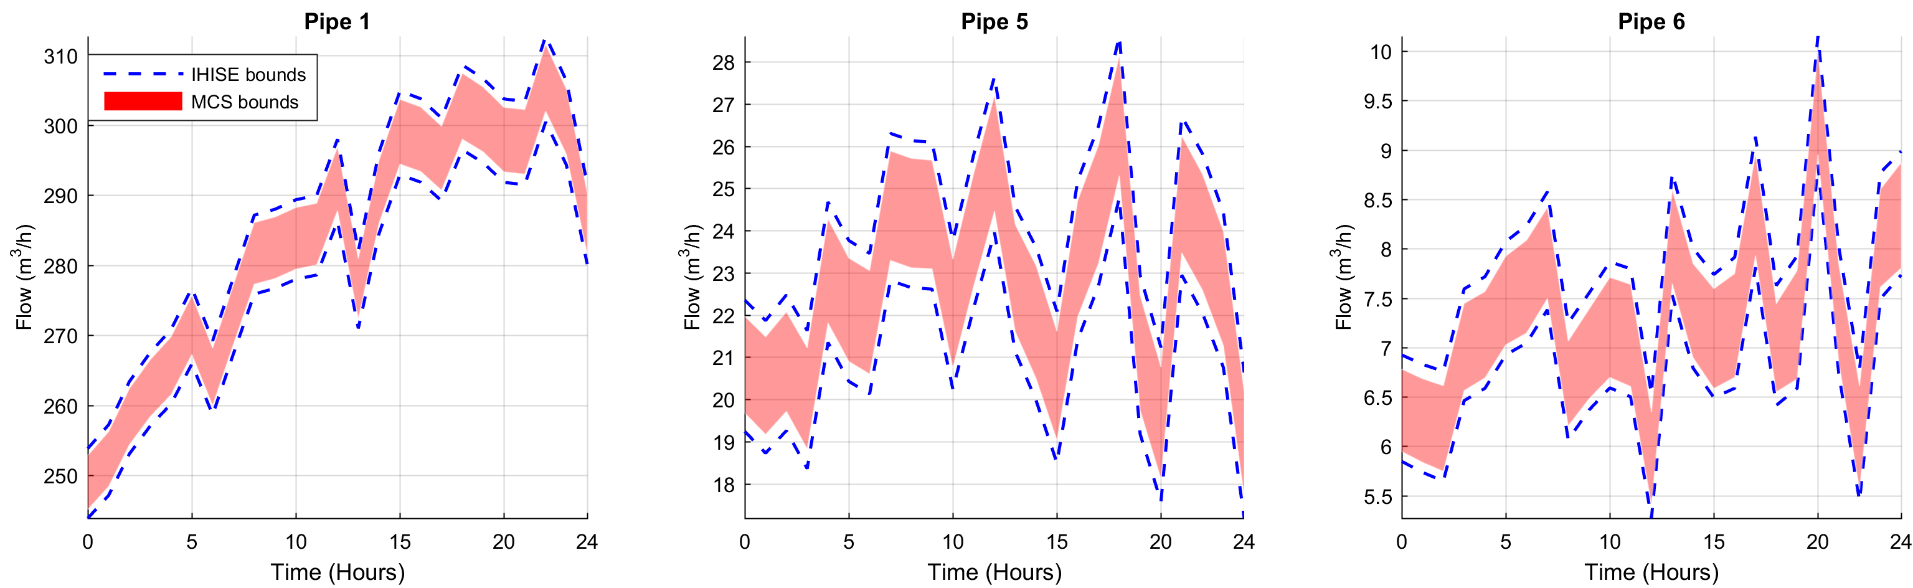 Pipe 1
Flow (m³/h)
310
300
290
280
270
260
250
IHISE bounds
MCS bounds
0 5 10 15 20 24
Time (Hours)
Pipe 5
Flow (m³/h)
28
27
26
25
24
23
22
21
20
19
18
0 5 10 15 20 24
Time (Hours)
Pipe 6
Flow (m³/h)
10
9.5
9
8.5
8
7.5
7
6.5
6
5.5
0 5 10 15 20 24
Time (Hours)